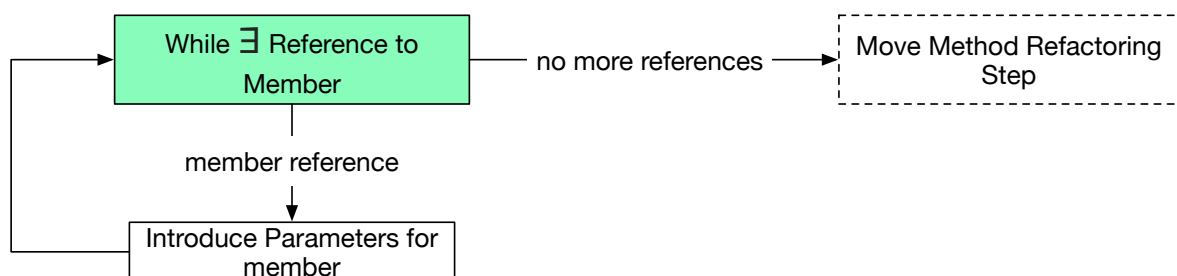 While ∃ Reference to
Member
no more references
Move Method Refactoring
Step
member reference
Introduce Parameters for
member